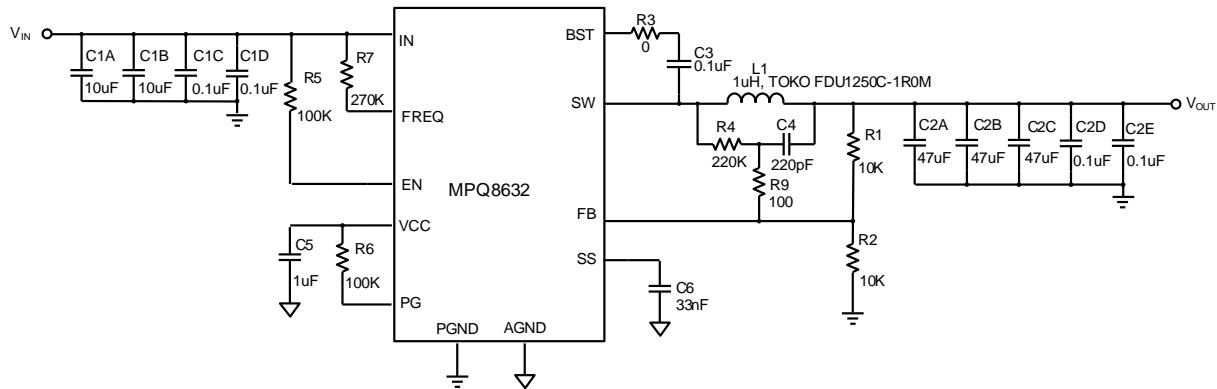 VIN
C1A
10uF
C1B
10uF
C1C
0.1uF
C1D
0.1uF
R5
100K
R7
270K
IN
FREQ
EN
VCC
PG
C5
1uF
R6
100K
MPQ8632
PGND
AGND
BST
SW
FB
SS
R3
0
C3
0.1uF
L1
1uH, TOKO FDU1250C-1R0M
R4
220K
C4
220pF
R9
100
R1
10K
R2
10K
C6
33nF
C2A
47uF
C2B
47uF
C2C
47uF
C2D
0.1uF
C2E
0.1uF
VOUT